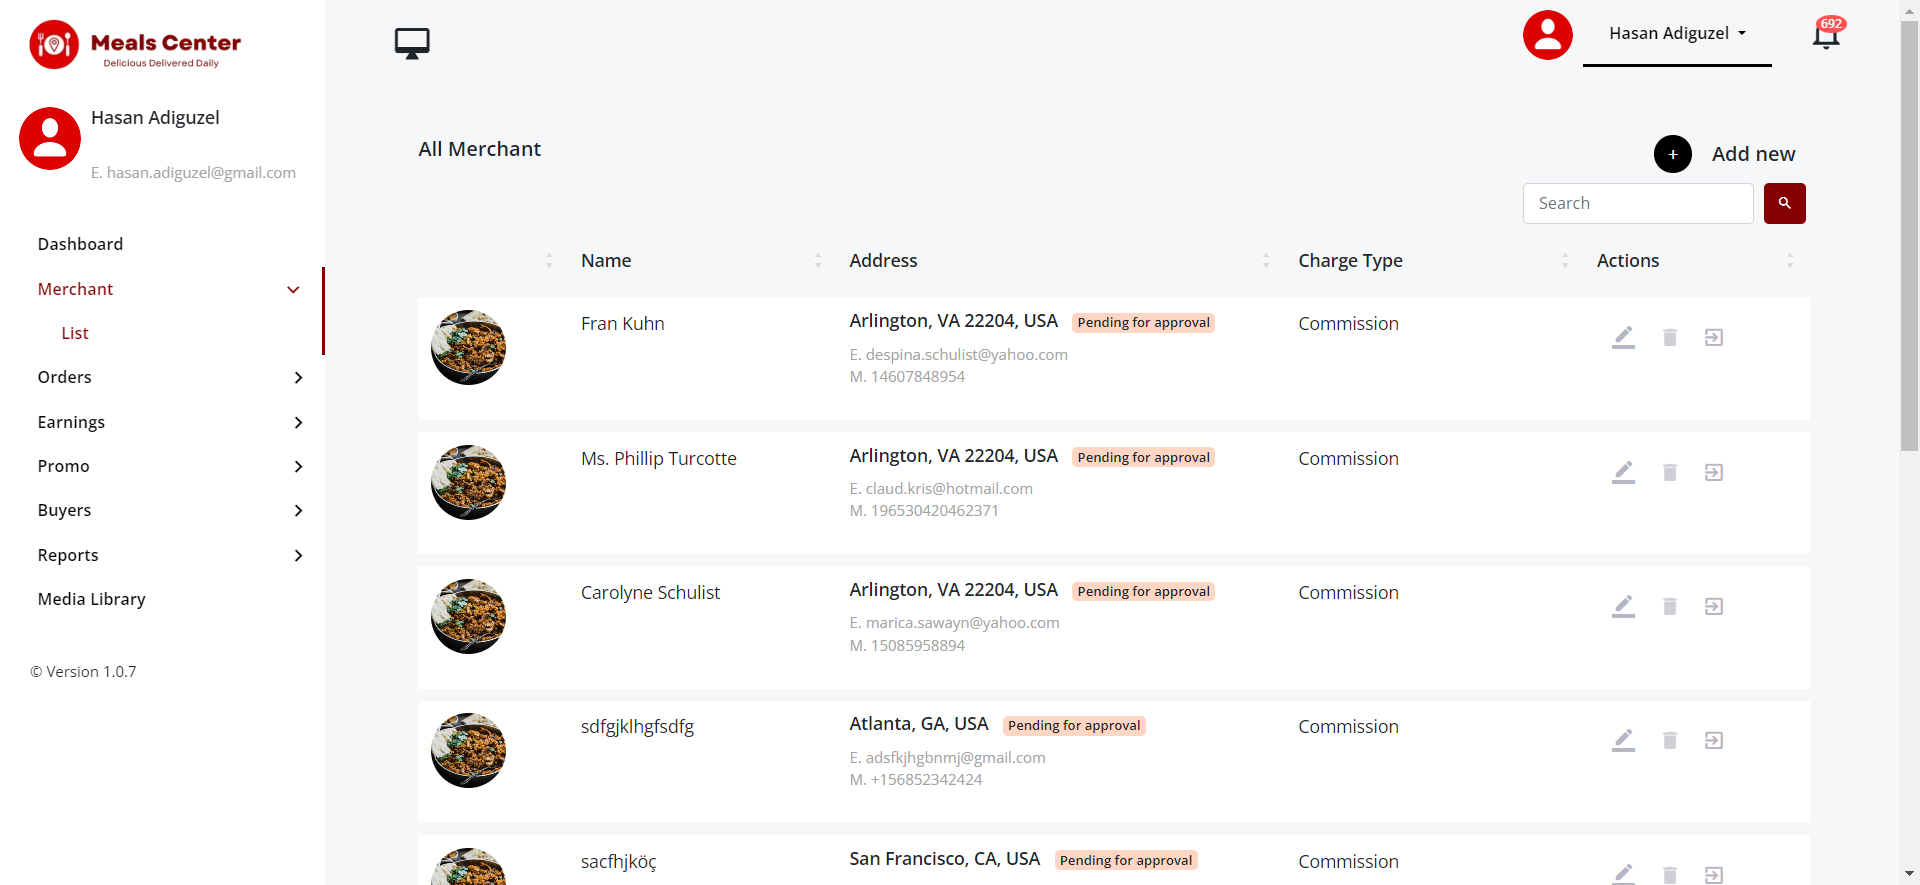 Meals Center
Delicious Delivered Daily
Hasan Adiguzel
E. hasan.adiguzel@gmail.com
Dashboard
Merchant
List
Orders
Earnings
Promo
Buyers
Reports
Media Library
© Version 1.0.7
Hasan Adiguzel
692
All Merchant
+ Add new
Search
Name Address Charge Type Actions
Fran Kuhn
Arlington, VA 22204, USA Pending for approval
E. despina.schulist@yahoo.com
M. 14607848954
Commission
Ms. Phillip Turcotte
Arlington, VA 22204, USA Pending for approval
E. claud.kris@hotmail.com
M. 196530420462371
Commission
Carolyne Schulist
Arlington, VA 22204, USA Pending for approval
E. marica.sawayn@yahoo.com
M. 15085958894
Commission
sdfgjklhgfsdfg
Atlanta, GA, USA Pending for approval
E. adsfkjhgbnmj@gmail.com
M. +156852342424
Commission
sacfhjköç
San Francisco, CA, USA Pending for approval
Commission